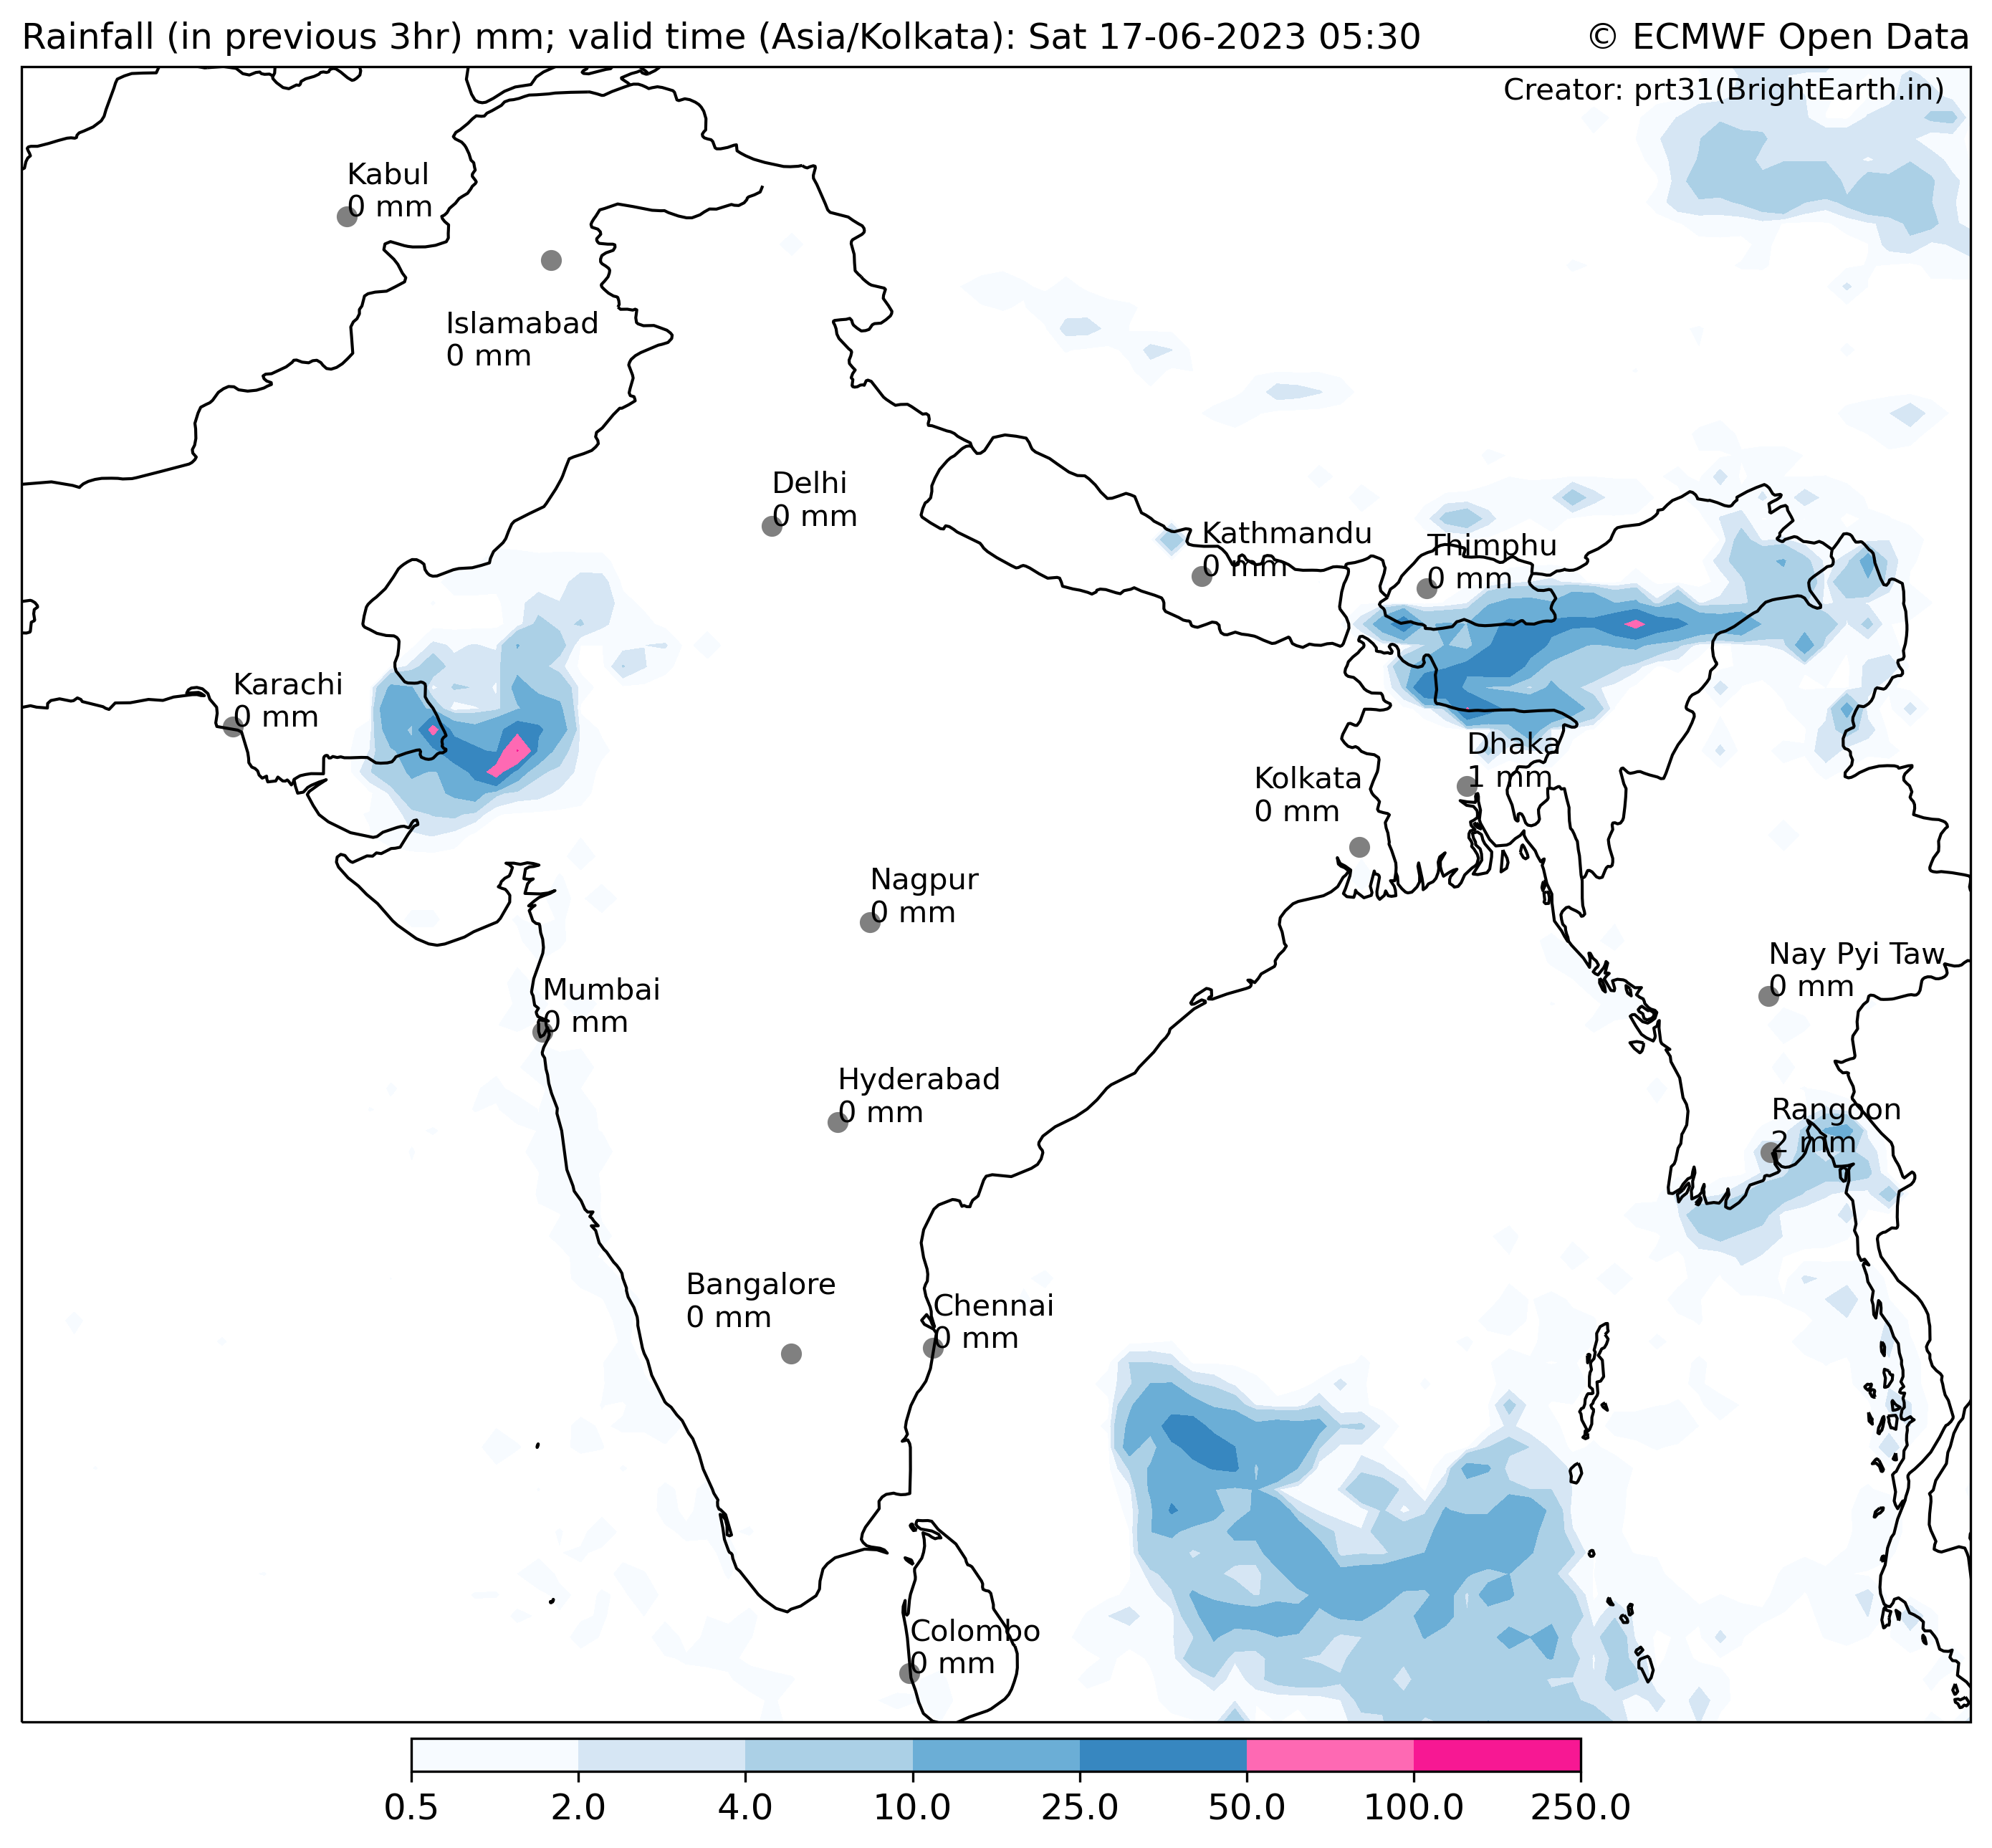 Rainfall (in previous 3hr) mm; valid time (Asia/Kolkata): Sat 17-06-2023 05:30
© ECMWF Open Data
Creator: prt31(BrightEarth.in)
Kabul
0 mm
Islamabad
0 mm
Delhi
0 mm
Kathmandu
0 mm
Thimphu
0 mm
Karachi
0 mm
Dhaka
1 mm
Kolkata
0 mm
Nagpur
0 mm
Nay Pyi Taw
0 mm
Mumbai
0 mm
Hyderabad
0 mm
Rangoon
2 mm
Bangalore
0 mm
Chennai
0 mm
Colombo
0 mm
0.5 2.0 4.0 10.0 25.0 50.0 100.0 250.0